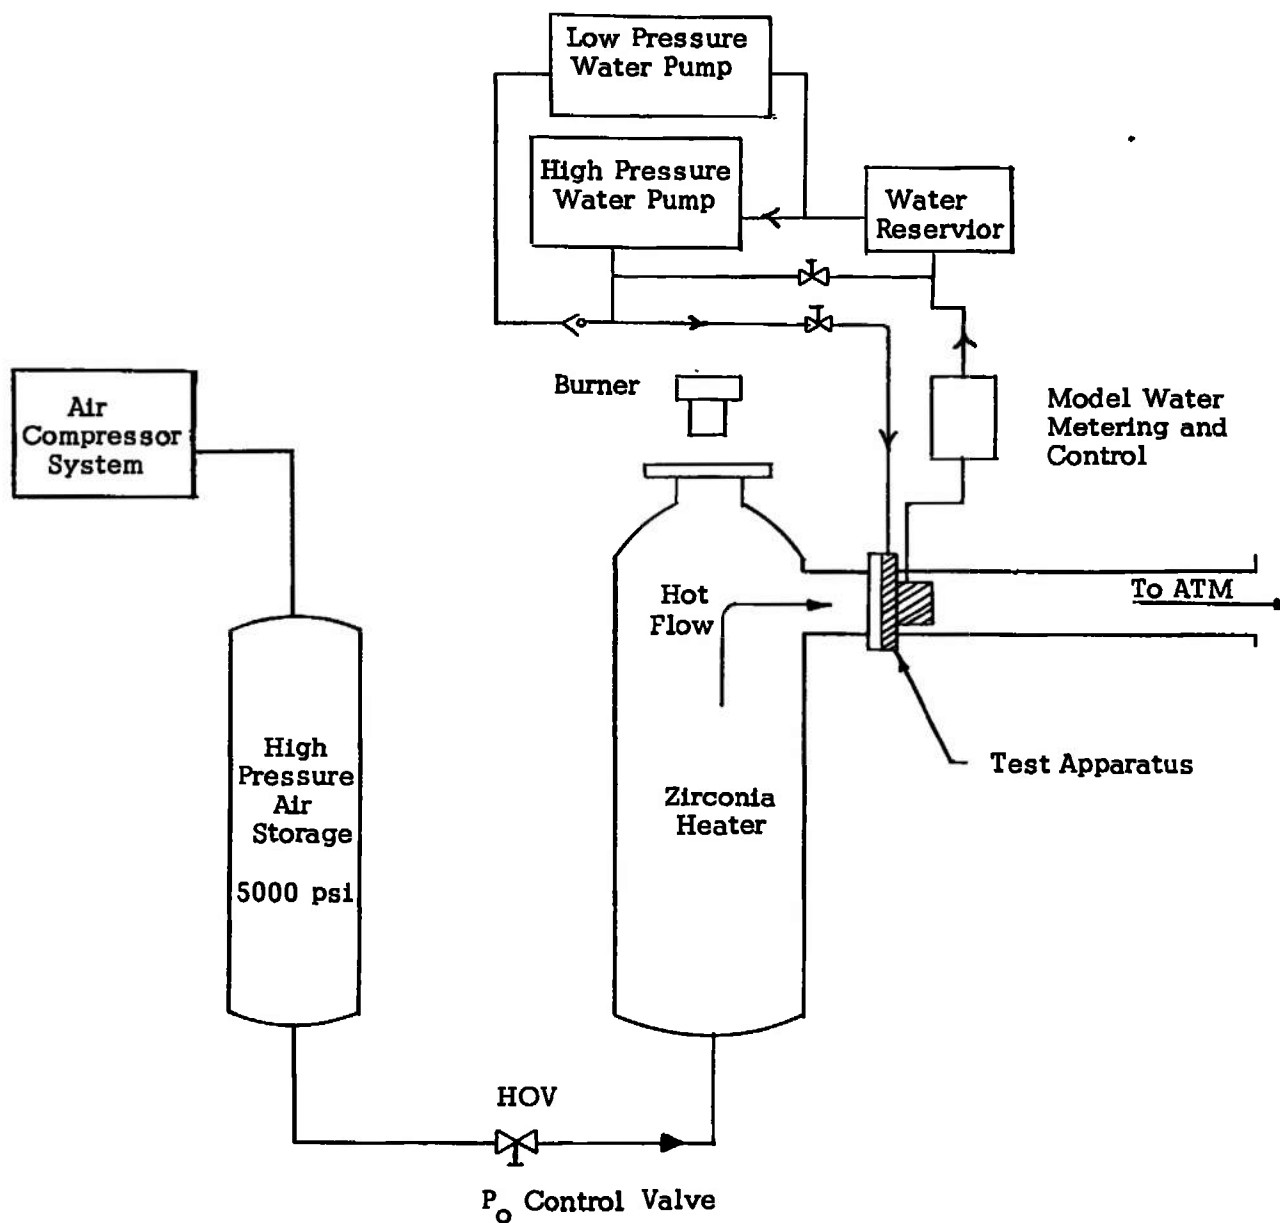 Low Pressure
Water Pump
High Pressure
Water Pump
Water
Reservior
Burner
Air
Compressor
System
Model Water
Metering and
Control
Hot
Flow
To ATM
High
Pressure
Air
Storage
5000 psi
Zirconia
Heater
Test Apparatus
HOV
Po Control Valve